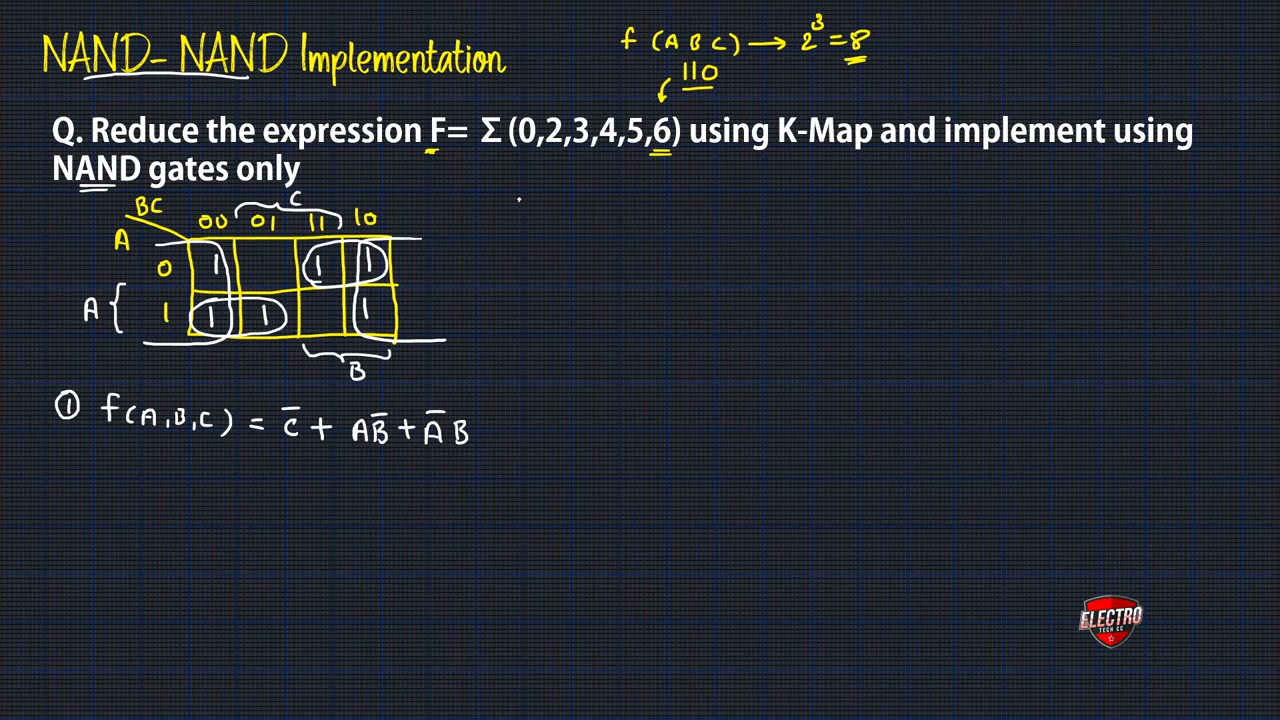 NAND- NAND Implementation
f (A B C) → 2³ = 8
110
Q. Reduce the expression F= Σ (0,2,3,4,5,6) using K-Map and implement using
NAND gates only
BC
C
A
00 01 11 10
0 1 1 1
A { 1 1 1 1
B
① f(A,B,C) = C̅ + AB̅ + A̅B
ELECTRO
TECH CC